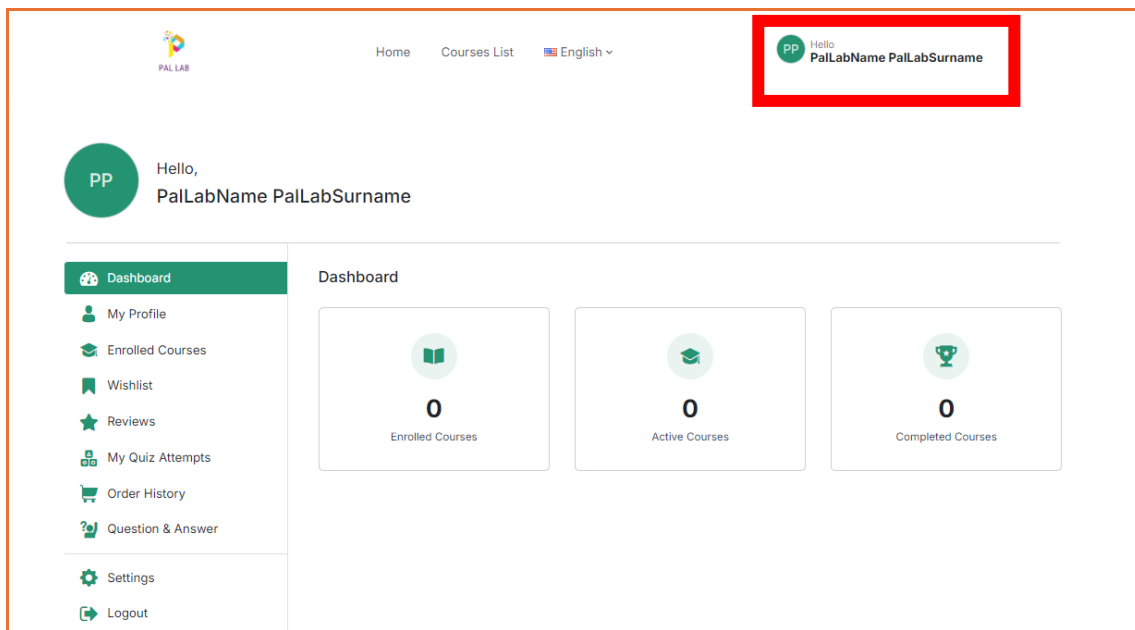 PAL LAB
Home Courses List English
PP Hello
PalLabName PalLabSurname
PP
Hello,
PalLabName PalLabSurname
Dashboard
My Profile
Enrolled Courses
Wishlist
Reviews
My Quiz Attempts
Order History
Question & Answer
Settings
Logout
Dashboard
0
Enrolled Courses
0
Active Courses
0
Completed Courses